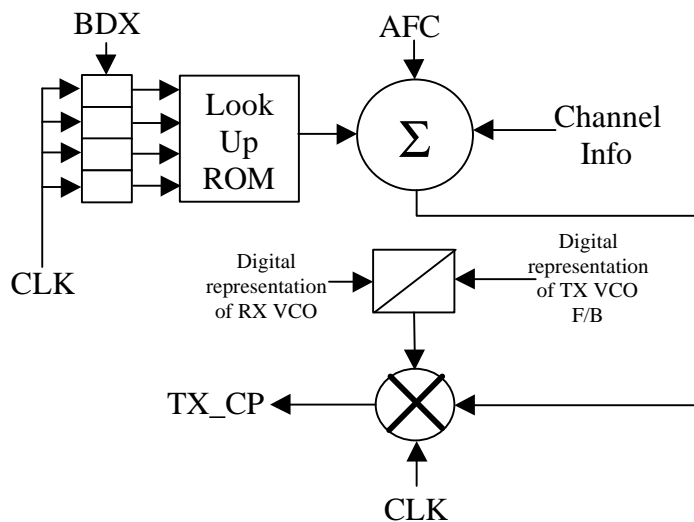 BDX
AFC
Look
Up
ROM
Σ
Channel
Info
CLK
Digital
representation
of RX VCO
Digital
representation
of TX VCO
F/B
TX_CP
CLK